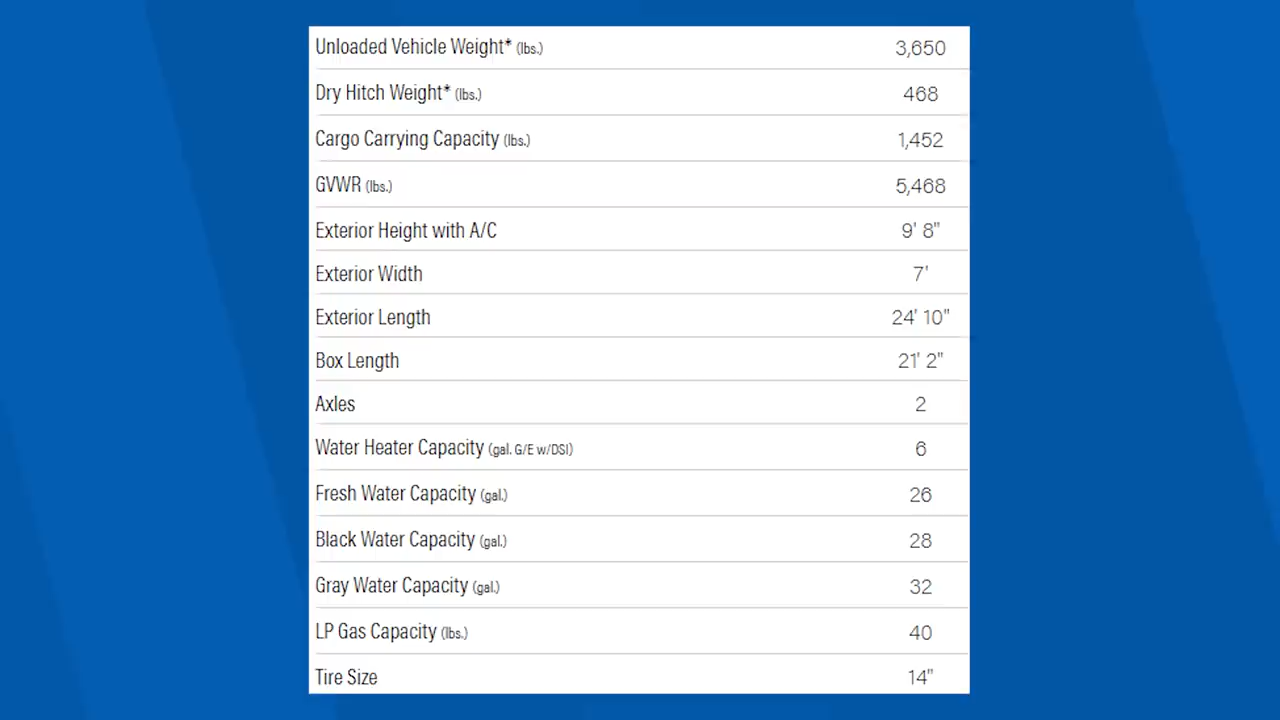 Unloaded Vehicle Weight* (lbs.) 3,650
Dry Hitch Weight* (lbs.) 468
Cargo Carrying Capacity (lbs.) 1,452
GVWR (lbs.) 5,468
Exterior Height with A/C 9' 8"
Exterior Width 7'
Exterior Length 24' 10"
Box Length 21' 2"
Axles 2
Water Heater Capacity (gal. G/E w/DSI) 6
Fresh Water Capacity (gal.) 26
Black Water Capacity (gal.) 28
Gray Water Capacity (gal.) 32
LP Gas Capacity (lbs.) 40
Tire Size 14"